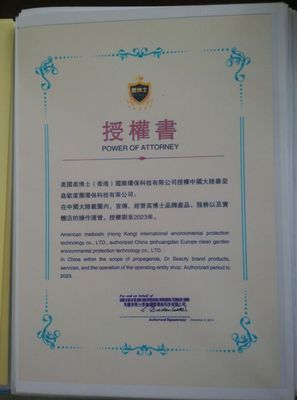 美博士
授權書
POWER OF ATTORNEY
美國美博士（香港）國際環保科技有限公司授權中國大陸秦皇
島歐潔園環保科技有限公司：
在中國大陸範圍內，宣傳、經營美博士品牌產品、服務以及實
體店的操作運營。授權期至2023年。
American meiboshi (Hong Kong) international environmental protection
technology co., LTD., authorized China qinhuangdao Europe clean garden
environmental protection technology co., LTD. :
In China within the scope of propaganda, Dr Beauty brand products,
services, and the operation of the operating entity shop. Authorized period to
2023.
For and on behalf of
Authorized Signature(s)